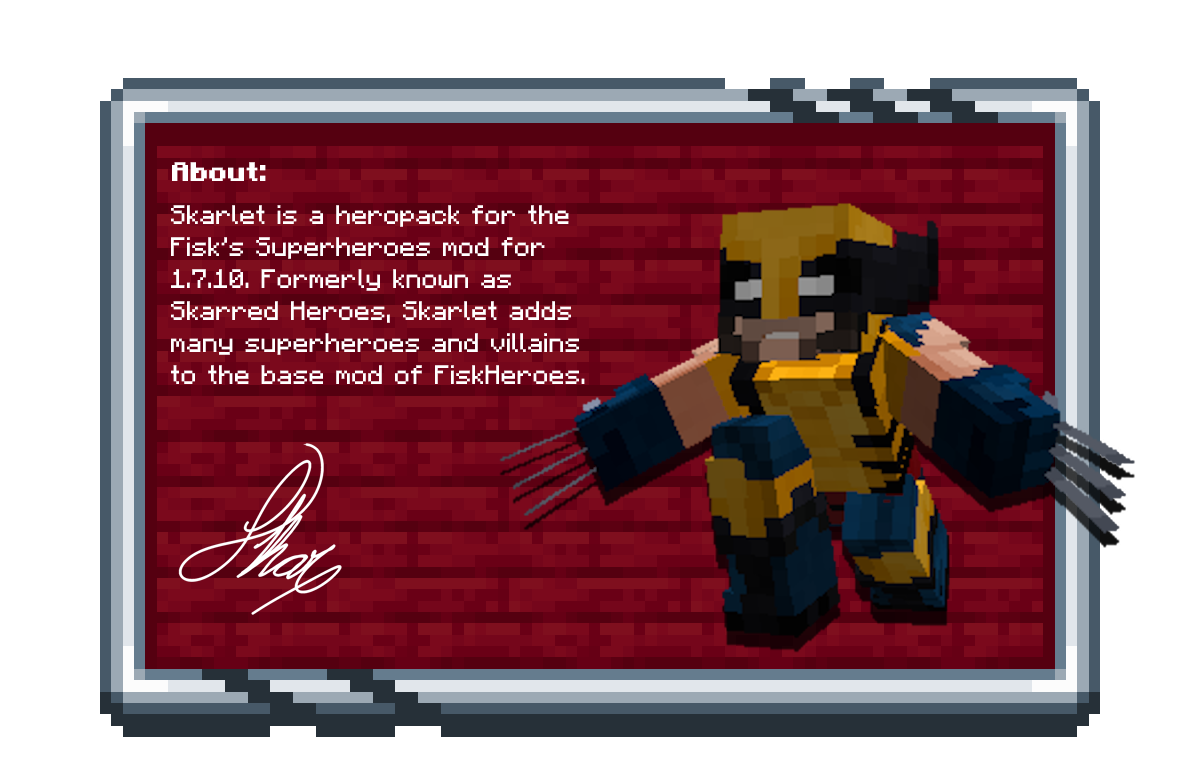 About:
Skarlet is a heropack for the
Fisk's Superheroes mod for
1.7.10. Formerly known as
Skarred Heroes, Skarlet adds
many superheroes and villains
to the base mod of FiskHeroes.
Skar